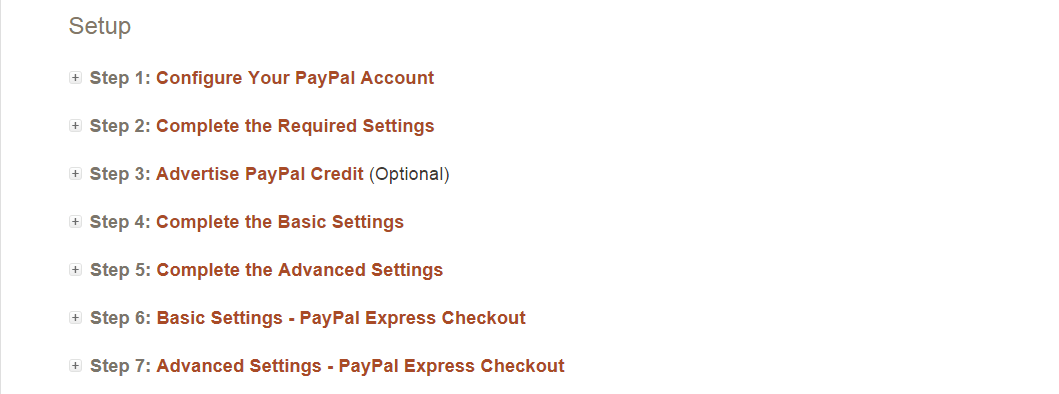 Setup
Step 1: Configure Your PayPal Account
Step 2: Complete the Required Settings
Step 3: Advertise PayPal Credit (Optional)
Step 4: Complete the Basic Settings
Step 5: Complete the Advanced Settings
Step 6: Basic Settings - PayPal Express Checkout
Step 7: Advanced Settings - PayPal Express Checkout